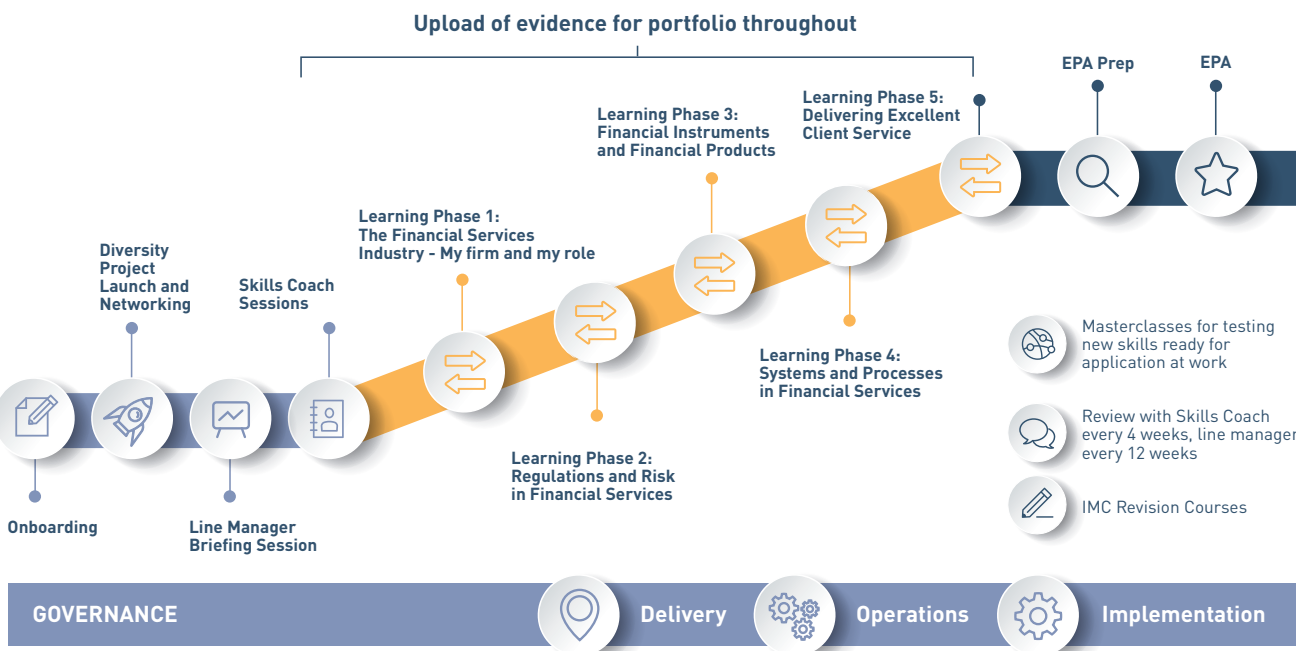 Upload of evidence for portfolio throughout
EPA Prep
EPA
Learning Phase 5:
Delivering Excellent
Client Service
Learning Phase 3:
Financial Instruments
and Financial Products
Learning Phase 1:
The Financial Services
Industry - My firm and my role
Diversity
Project
Launch and
Networking
Skills Coach
Sessions
Masterclasses for testing
new skills ready for
application at work
Learning Phase 4:
Systems and Processes
in Financial Services
Review with Skills Coach
every 4 weeks, line manager
every 12 weeks
Learning Phase 2:
Regulations and Risk
in Financial Services
IMC Revision Courses
Onboarding
Line Manager
Briefing Session
GOVERNANCE
Delivery
Operations
Implementation